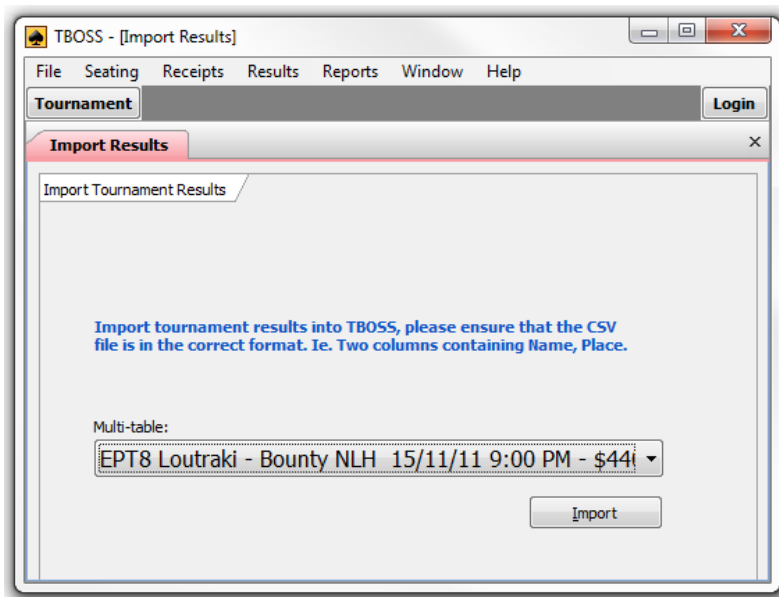 TBOSS - [Import Results]
File Seating Receipts Results Reports Window Help
Tournament Login
Import Results
Import Tournament Results
Import tournament results into TBOSS, please ensure that the CSV
file is in the correct format. Ie. Two columns containing Name, Place.
Multi-table:
EPT8 Loutraki - Bounty NLH 15/11/11 9:00 PM - $44
Import